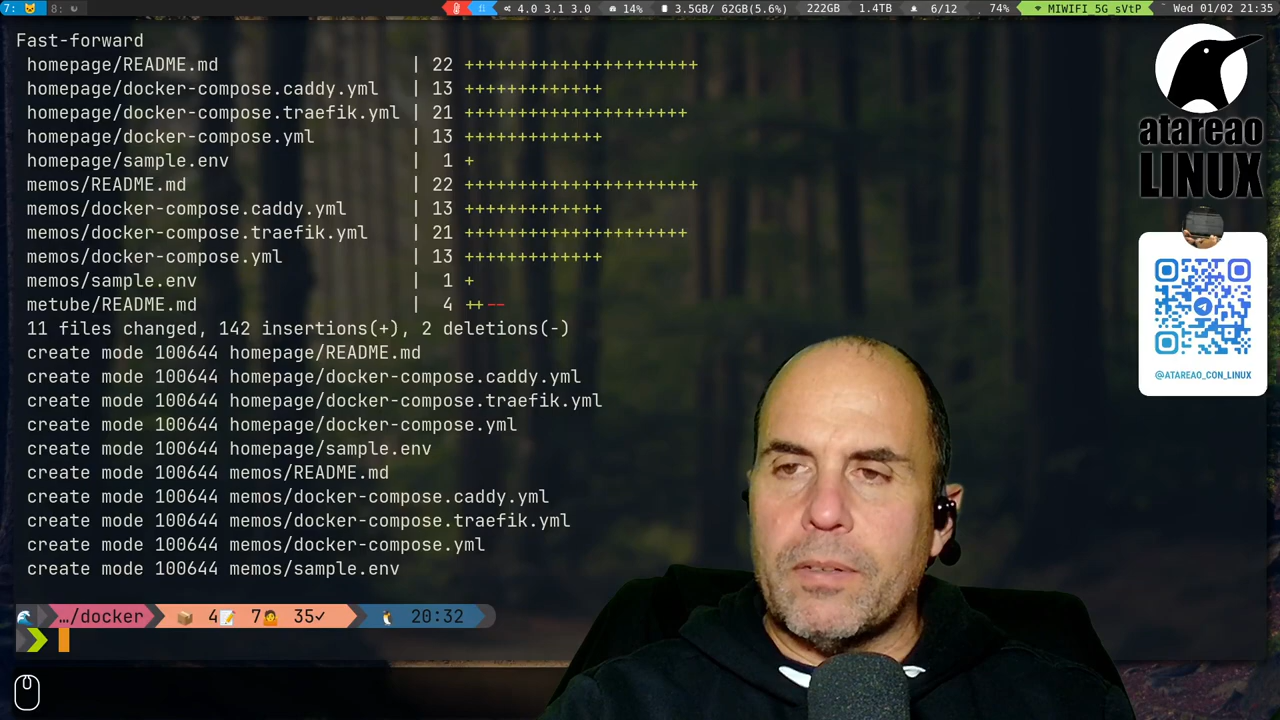 7: 8: 4.0 3.1 3.0 14% 3.5GB/ 62GB(5.6%) 222GB 1.4TB 6/12 74% MIWIFI 5G sVtP Wed 01/02 21:35
Fast-forward
homepage/README.md | 22 ++++++++++++++++++++++
homepage/docker-compose.caddy.yml | 13 +++++++++++++
homepage/docker-compose.traefik.yml | 21 +++++++++++++++++++++
homepage/docker-compose.yml | 13 +++++++++++++
homepage/sample.env | 1 +
memos/README.md | 22 ++++++++++++++++++++++
memos/docker-compose.caddy.yml | 13 +++++++++++++
memos/docker-compose.traefik.yml | 21 +++++++++++++++++++++
memos/docker-compose.yml | 13 +++++++++++++
memos/sample.env | 1 +
metube/README.md | 4 ++--
11 files changed, 142 insertions(+), 2 deletions(-)
create mode 100644 homepage/README.md
create mode 100644 homepage/docker-compose.caddy.yml
create mode 100644 homepage/docker-compose.traefik.yml
create mode 100644 homepage/docker-compose.yml
create mode 100644 homepage/sample.env
create mode 100644 memos/README.md
create mode 100644 memos/docker-compose.caddy.yml
create mode 100644 memos/docker-compose.traefik.yml
create mode 100644 memos/docker-compose.yml
create mode 100644 memos/sample.env
…/docker 4 7 35✓ 20:32
atareao
LINUX
@ATAREAO_CON_LINUX